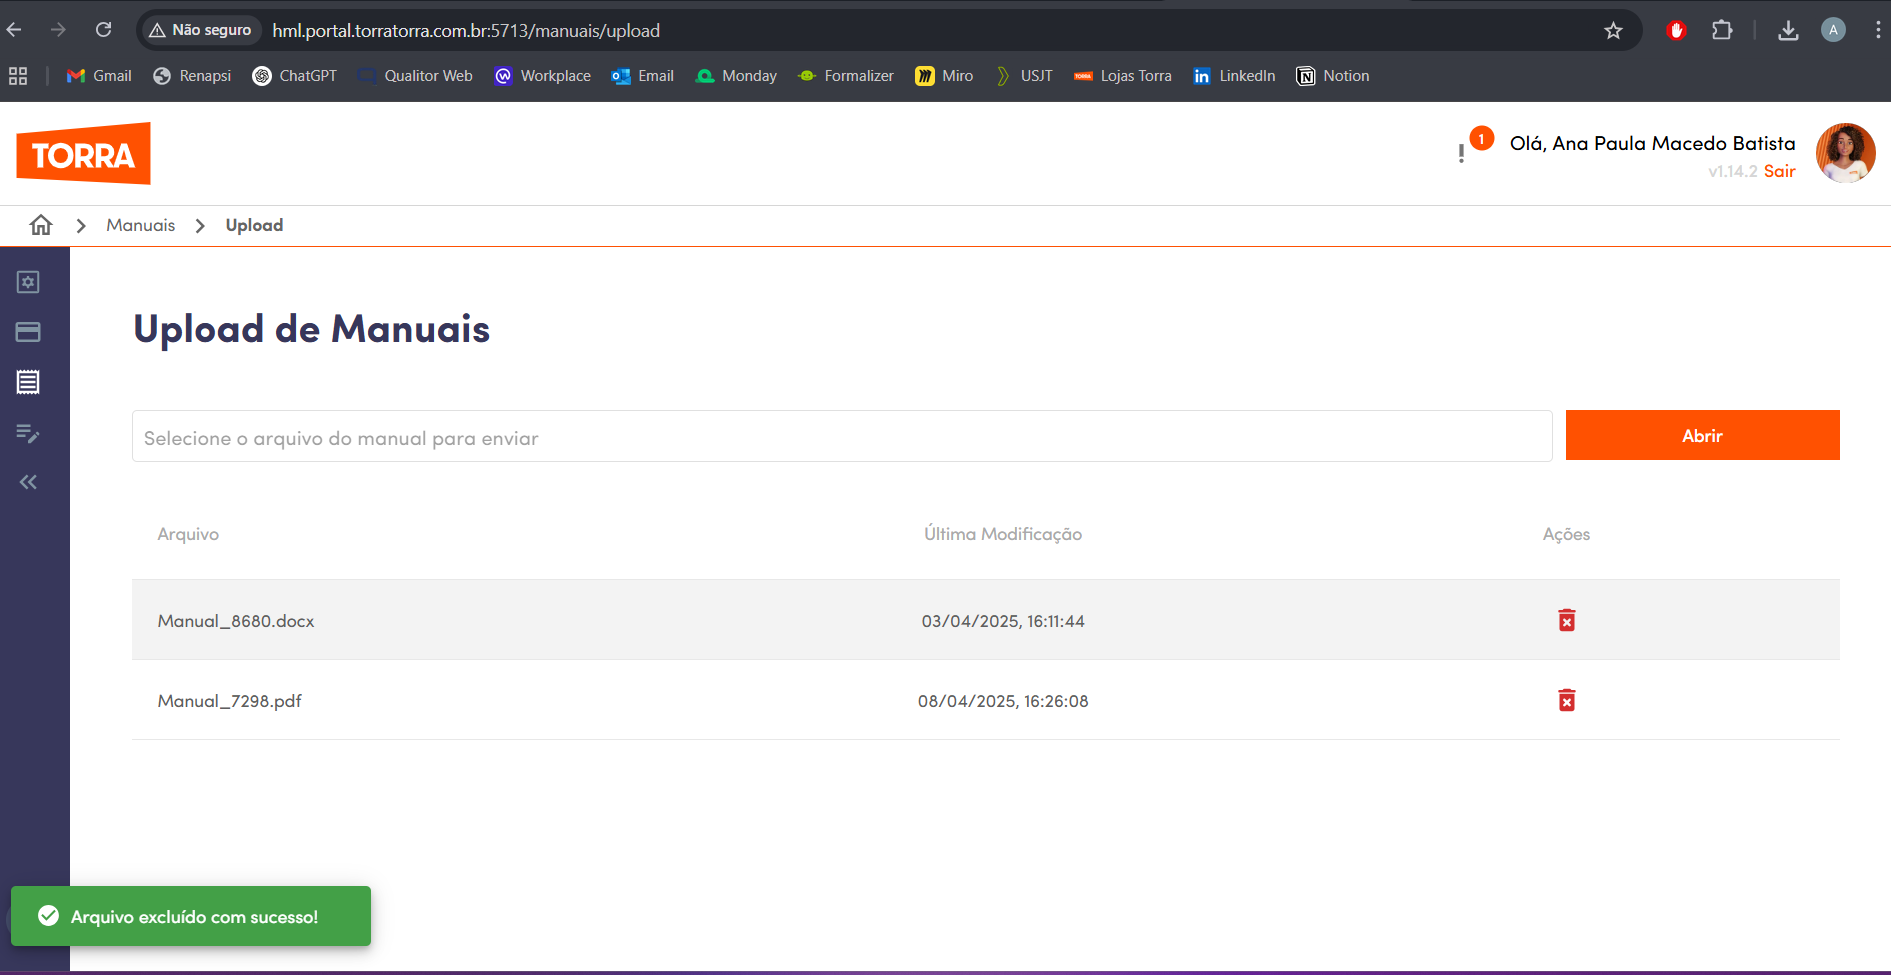 Não seguro hml.portal.torratorra.com.br:5713/manuais/upload A
Gmail Renapsi ChatGPT Qualitor Web Workplace Email Monday Formalizer Miro USJT Lojas Torra LinkedIn Notion
TORRA
1
Olá, Ana Paula Macedo Batista
v1.14.2 Sair
Manuais Upload
Upload de Manuais
Selecione o arquivo do manual para enviar
Abrir
Arquivo Última Modificação Ações
Manual_8680.docx 03/04/2025, 16:11:44
Manual_7298.pdf 08/04/2025, 16:26:08
Arquivo excluído com sucesso!